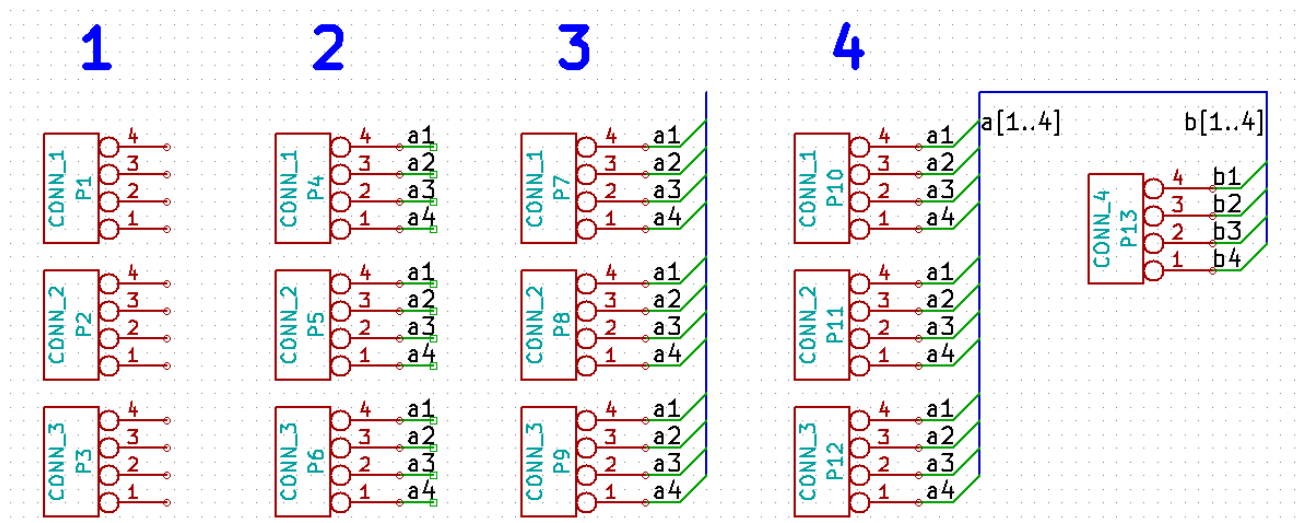 1 2 3 4
a[1..4] b[1..4]
CONN_1 P1 4 3 2 1
CONN_1 P4 4 a1 3 a2 2 a3 1 a4
CONN_1 P7 4 a1 3 a2 2 a3 1 a4
CONN_1 P10 4 a1 3 a2 2 a3 1 a4
CONN_4 P13 4 b1 3 b2 2 b3 1 b4
CONN_2 P2 4 3 2 1
CONN_2 P5 4 a1 3 a2 2 a3 1 a4
CONN_2 P8 4 a1 3 a2 2 a3 1 a4
CONN_2 P11 4 a1 3 a2 2 a3 1 a4
CONN_3 P3 4 3 2 1
CONN_3 P6 4 a1 3 a2 2 a3 1 a4
CONN_3 P9 4 a1 3 a2 2 a3 1 a4
CONN_3 P12 4 a1 3 a2 2 a3 1 a4